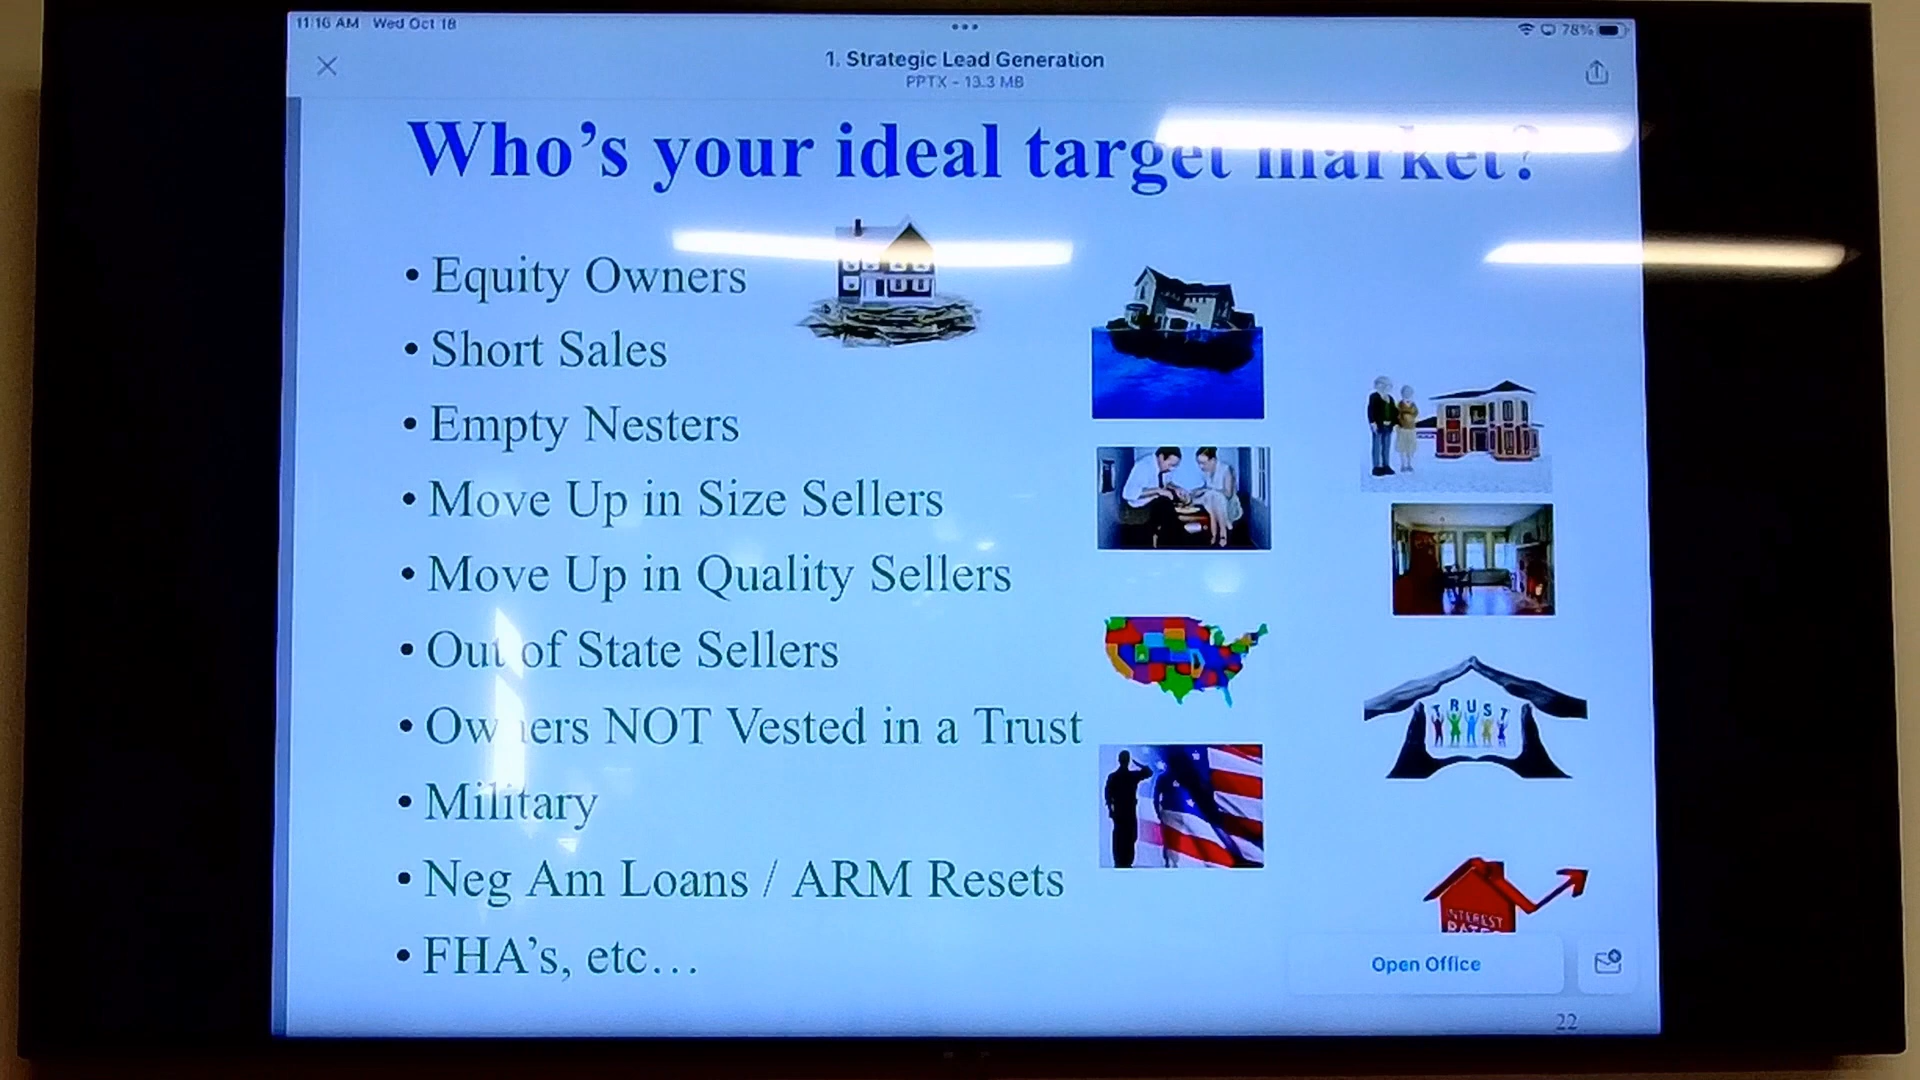 11:16 AM Wed Oct 18
78%
1. Strategic Lead Generation
PPTX - 13.3 MB
Who's your ideal target market?
• Equity Owners
• Short Sales
• Empty Nesters
• Move Up in Size Sellers
• Move Up in Quality Sellers
• Out of State Sellers
• Owners NOT Vested in a Trust
TRUST
• Military
• Neg Am Loans / ARM Resets
INTEREST
RATES
• FHA's, etc…
Open Office
22